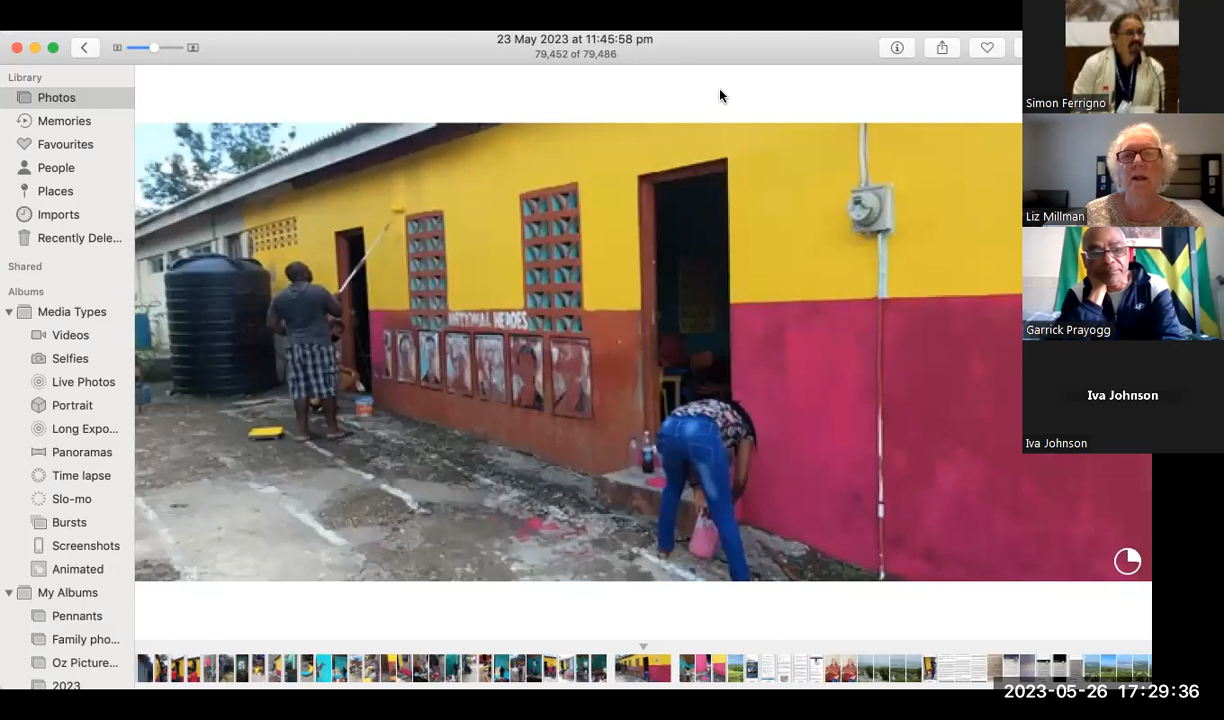 23 May 2023 at 11:45:58 pm
79,452 of 79,486
Library
Photos
Memories
Favourites
People
Places
Imports
Recently Dele...
Shared
Albums
Media Types
Videos
Selfies
Live Photos
Portrait
Long Expo...
Panoramas
Time lapse
Slo-mo
Bursts
Screenshots
Animated
My Albums
Pennants
Family pho...
Oz Picture...
2023
NATIONAL HEROES
Simon Ferrigno
Liz Millman
Garrick Prayogg
Iva Johnson
Iva Johnson
2023-05-26 17:29:36